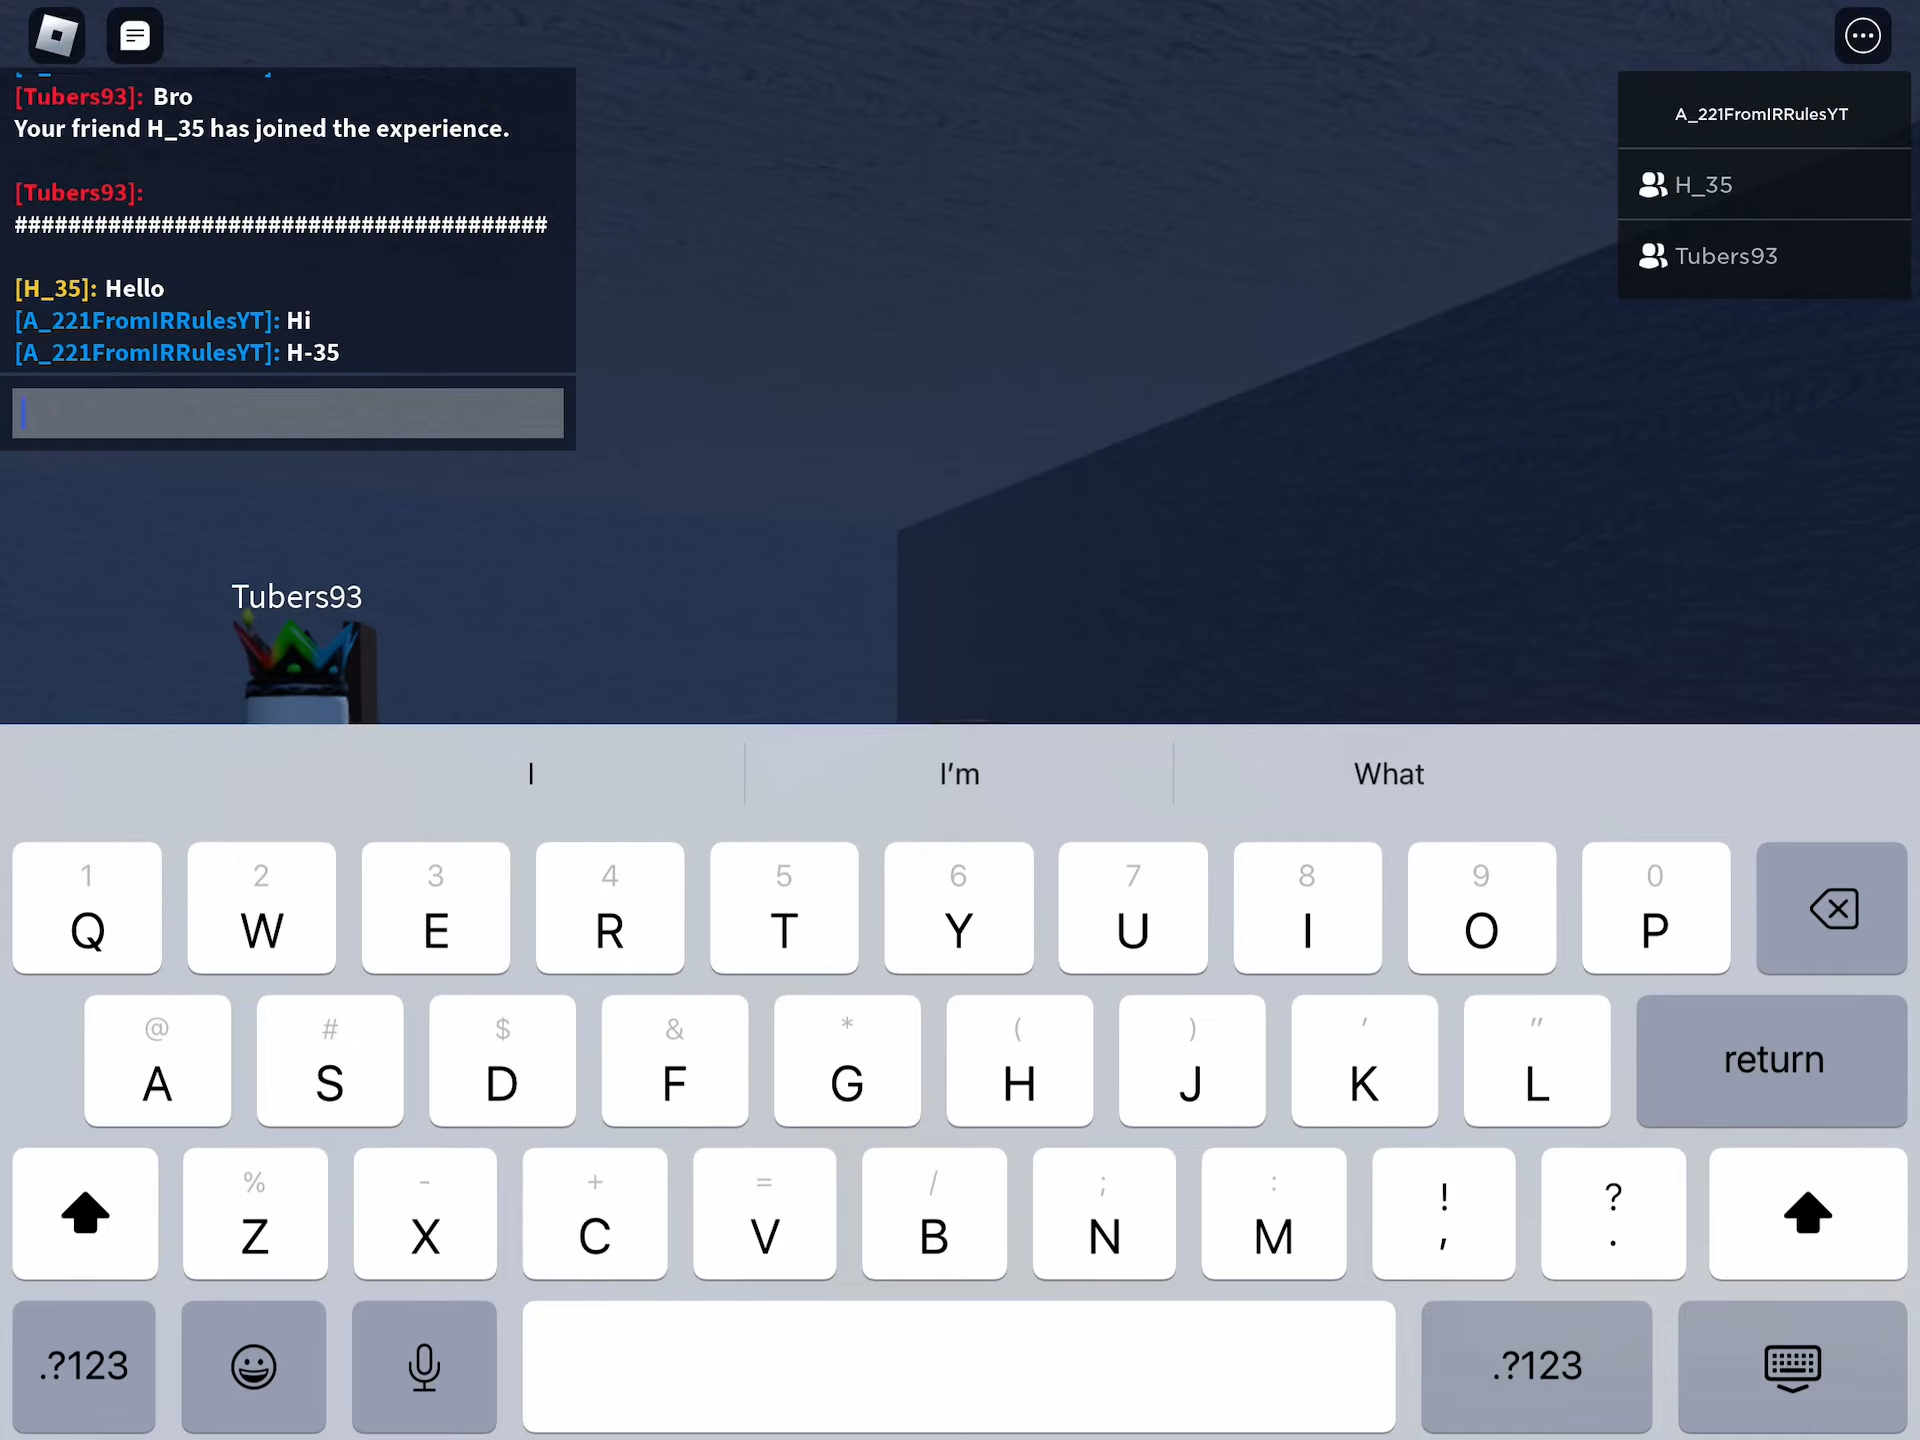 [Tubers93]: Bro
Your friend H_35 has joined the experience.
[Tubers93]:
########################################
[H_35]: Hello
[A_221FromIRRulesYT]: Hi
[A_221FromIRRulesYT]: H-35
A_221FromIRRulesYT
H_35
Tubers93
Tubers93
I I'm What
1 2 3 4 5 6 7 8 9 0
Q W E R T Y U I O P
@ # $ & * ( ) ' "
A S D F G H J K L return
% - + = / ; : ! ?
Z X C V B N M , .
.?123 .?123